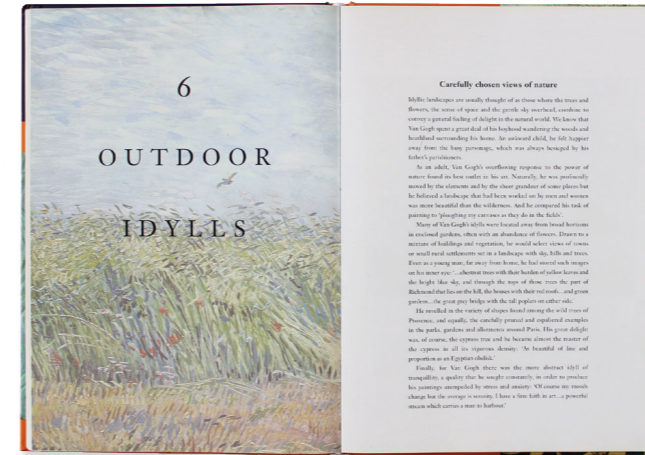 6
OUTDOOR
IDYLLS
Carefully chosen views of nature
Idyllic landscapes are usually thought of as those where the trees and
flowers, the sense of space and the gentle sky overhead, combine to
convey a general feeling of delight in the natural world. We know that
Van Gogh spent a great deal of his boyhood wandering the woods and
heathland surrounding his home. An awkward child, he felt happier
away from the busy parsonage, which was always besieged by his
father's parishioners.
As an adult, Van Gogh's overflowing response to the power of
nature found its best outlet in his art. Naturally, he was profoundly
moved by the elements and by the sheer grandeur of some places but
he believed a landscape that had been worked on by men and women
was more beautiful than the wilderness. And he compared his task of
painting to 'ploughing my canvases as they do in the fields'.
Many of Van Gogh's idylls were located away from broad horizons
in enclosed gardens, often with an abundance of flowers. Drawn to a
mixture of buildings and vegetation, he would select views of towns
or small rural settlements set in a landscape with sky, hills and trees.
Even as a young man, far away from home, he had stored such images
on his inner eye: '...chestnut trees with their burden of yellow leaves and
the bright blue sky, and through the tops of those trees the part of
Richmond that lies on the hill, the houses with their red roofs...and green
gardens...the great grey bridge with the tall poplars on either side.'
He revelled in the variety of shapes found among the wild trees of
Provence, and equally, the carefully pruned and espaliered examples
in the parks, gardens and allotments around Paris. His great delight
was, of course, the cypress tree and he became almost the master of
the cypress in all its vigorous density: 'As beautiful of line and
proportion as an Egyptian obelisk.'
Finally, for Van Gogh there was the more abstract idyll of
tranquillity, a quality that he sought constantly, in order to produce
his paintings unimpeded by stress and anxiety: 'Of course my moods
change but the average is serenity. I have a firm faith in art...a powerful
stream which carries a man to harbour.'